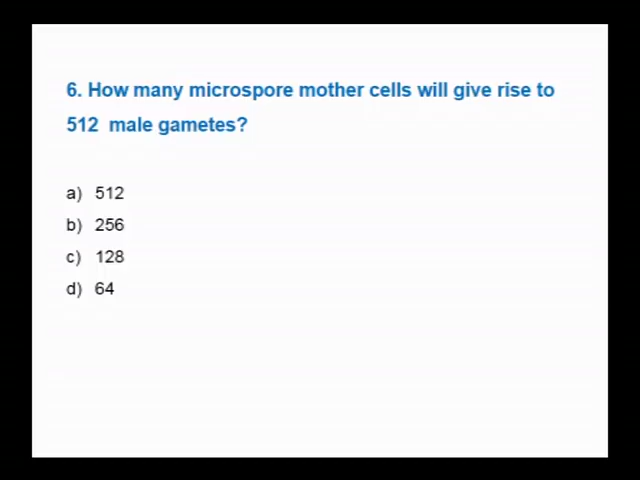 6. How many microspore mother cells will give rise to
512 male gametes?
a) 512
b) 256
c) 128
d) 64